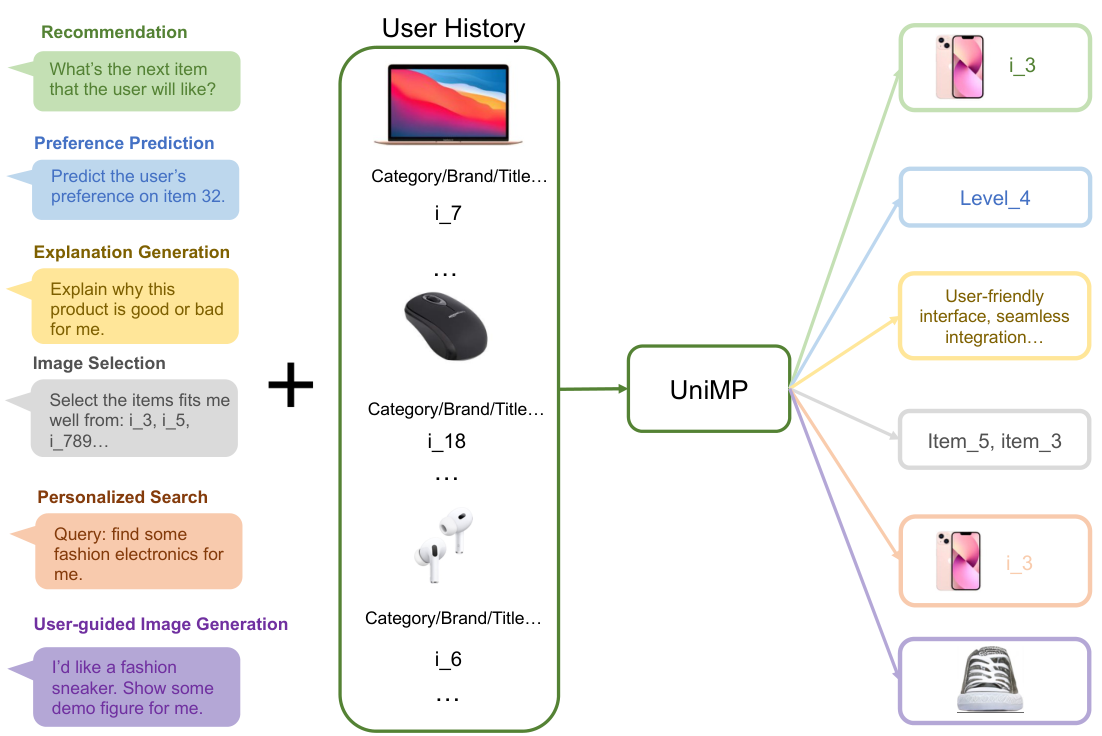 Recommendation
What's the next item
that the user will like?
Preference Prediction
Predict the user's
preference on item 32.
Explanation Generation
Explain why this
product is good or bad
for me.
Image Selection
Select the items fits me
well from: i_3, i_5,
i_789…
Personalized Search
Query: find some
fashion electronics for
me.
User-guided Image Generation
I'd like a fashion
sneaker. Show some
demo figure for me.
+
User History
Category/Brand/Title…
i_7
…
Category/Brand/Title…
i_18
…
Category/Brand/Title…
i_6
…
UniMP
i_3
Level_4
User-friendly
interface, seamless
integration…
Item_5, item_3
i_3